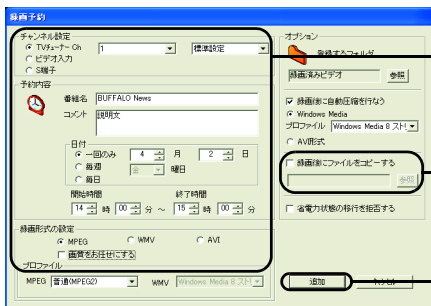 録画予約
チャンネル設定
TVチューナー Ch 1 標準設定
ビデオ入力
S端子
予約内容
番組名 BUFFALO News
コメント 説明文
日付
一回のみ 4 月 2 日
毎週 金 曜日
毎日
開始時間 終了時間
14 時 00 分 ～ 15 時 00 分
録画形式の設定
MPEG WMV AVI
画質をお任せにする
プロファイル
MPEG 普通(MPEG2) WMV Windows Media 8 スト
オプション
登録するフォルダ
録画済みビデオ 参照
録画後に自動圧縮を行なう
Windows Media
プロファイル Windows Media 8 スト
AVI形式
録画後にファイルをコピーする
参照
省電力状態の移行を拒否する
追加 キャンセル